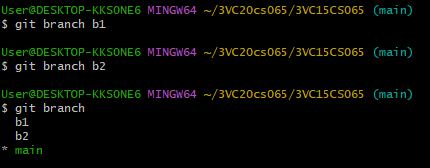 User@DESKTOP-KKSONE6 MINGW64 ~/3VC20cs065/3VC15CS065 (main)
$ git branch b1
User@DESKTOP-KKSONE6 MINGW64 ~/3VC20cs065/3VC15CS065 (main)
$ git branch b2
User@DESKTOP-KKSONE6 MINGW64 ~/3VC20cs065/3VC15CS065 (main)
$ git branch
b1
b2
* main